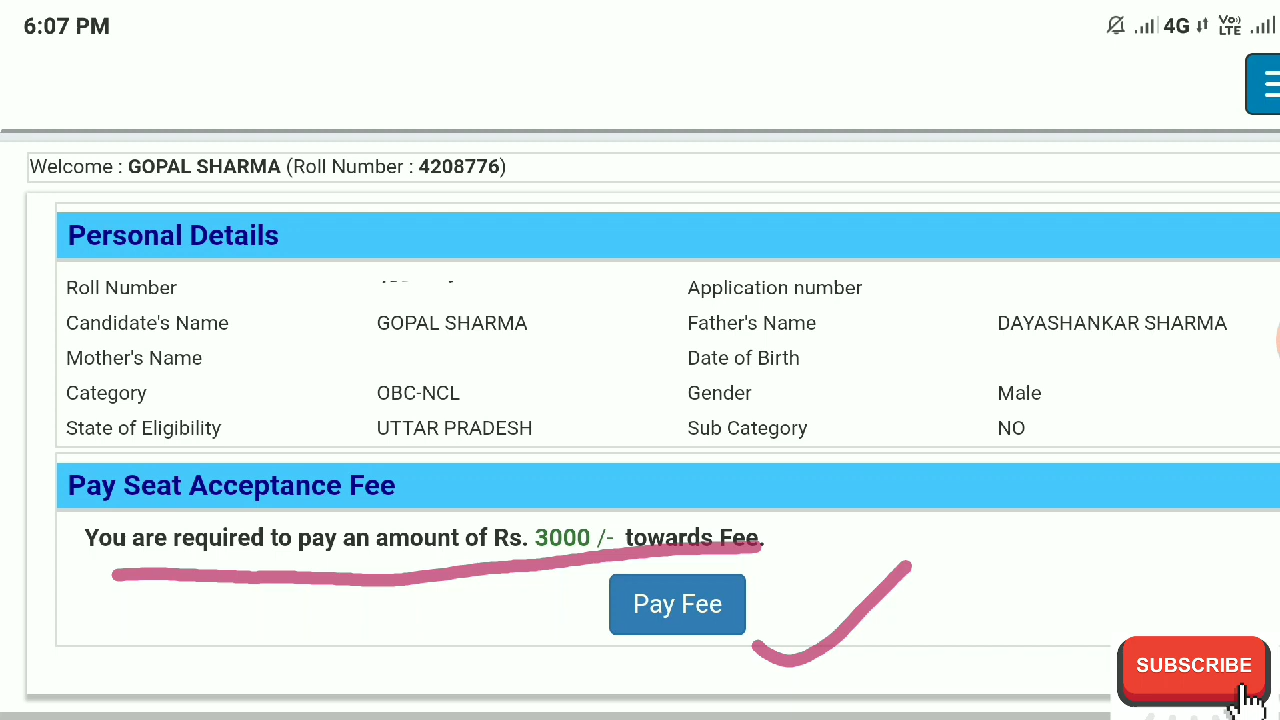 6:07 PM
4G Vo)) LTE
Welcome : GOPAL SHARMA (Roll Number : 4208776)
Personal Details
Roll Number Application number
Candidate's Name GOPAL SHARMA Father's Name DAYASHANKAR SHARMA
Mother's Name Date of Birth
Category OBC-NCL Gender Male
State of Eligibility UTTAR PRADESH Sub Category NO
Pay Seat Acceptance Fee
You are required to pay an amount of Rs. 3000 /- towards Fee.
Pay Fee
SUBSCRIBE